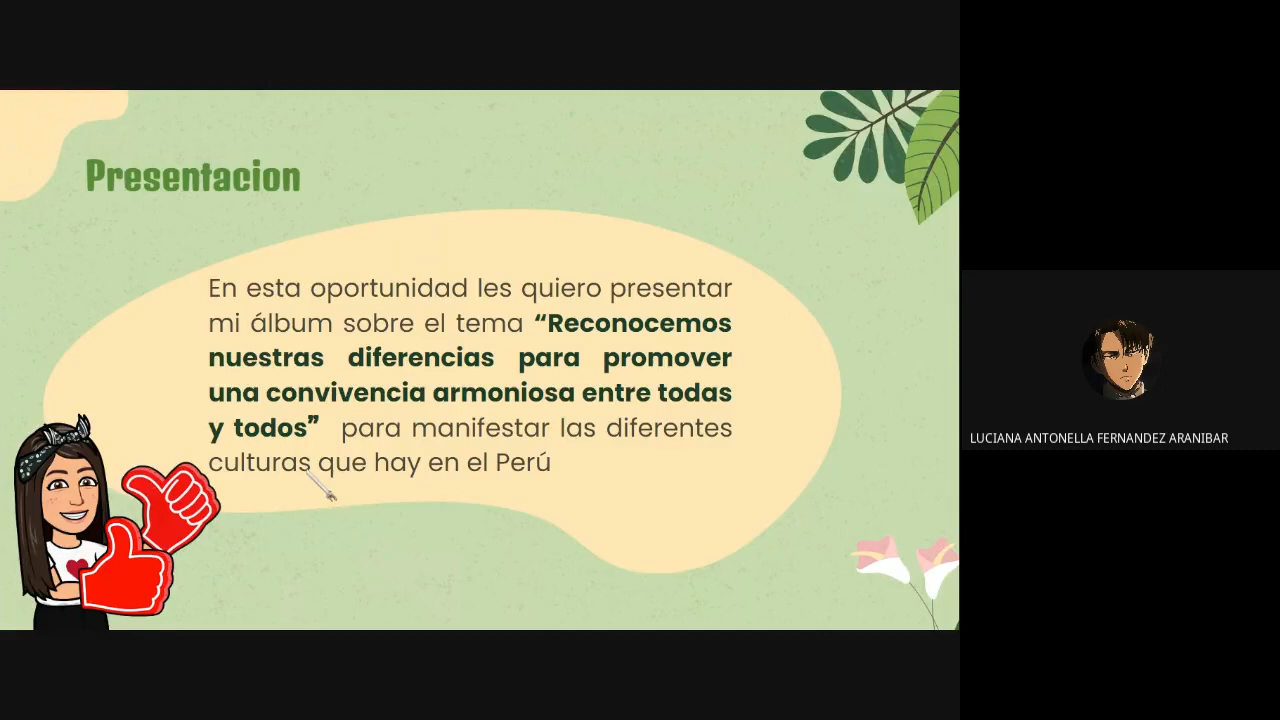 Presentacion
En esta oportunidad les quiero presentar
mi álbum sobre el tema “Reconocemos
nuestras diferencias para promover
una convivencia armoniosa entre todas
y todos” para manifestar las diferentes
culturas que hay en el Perú
LUCIANA ANTONELLA FERNANDEZ ARANIBAR